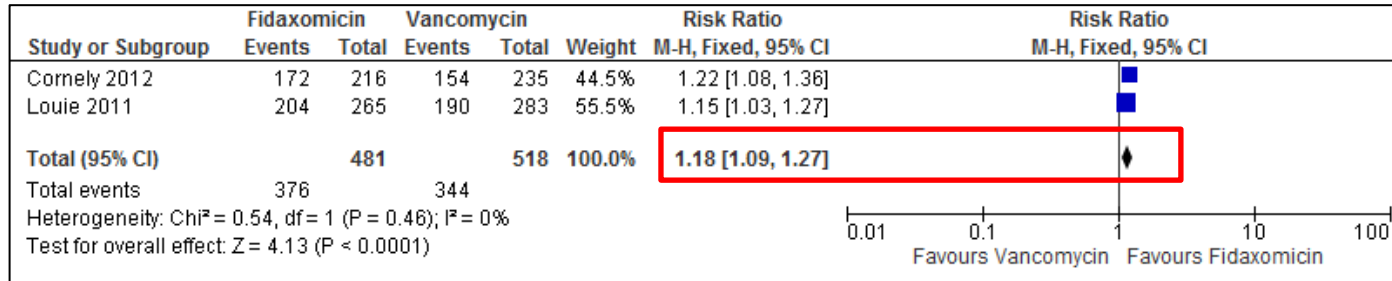 Fidaxomicin Vancomycin Risk Ratio Risk Ratio
Study or Subgroup Events Total Events Total Weight M-H, Fixed, 95% CI M-H, Fixed, 95% CI
Cornely 2012 172 216 154 235 44.5% 1.22 [1.08, 1.36]
Louie 2011 204 265 190 283 55.5% 1.15 [1.03, 1.27]
Total (95% CI) 481 518 100.0% 1.18 [1.09, 1.27]
Total events 376 344
Heterogeneity: Chi² = 0.54, df = 1 (P = 0.46); I² = 0%
Test for overall effect: Z = 4.13 (P < 0.0001)
0.01 0.1 1 10 100
Favours Vancomycin Favours Fidaxomicin